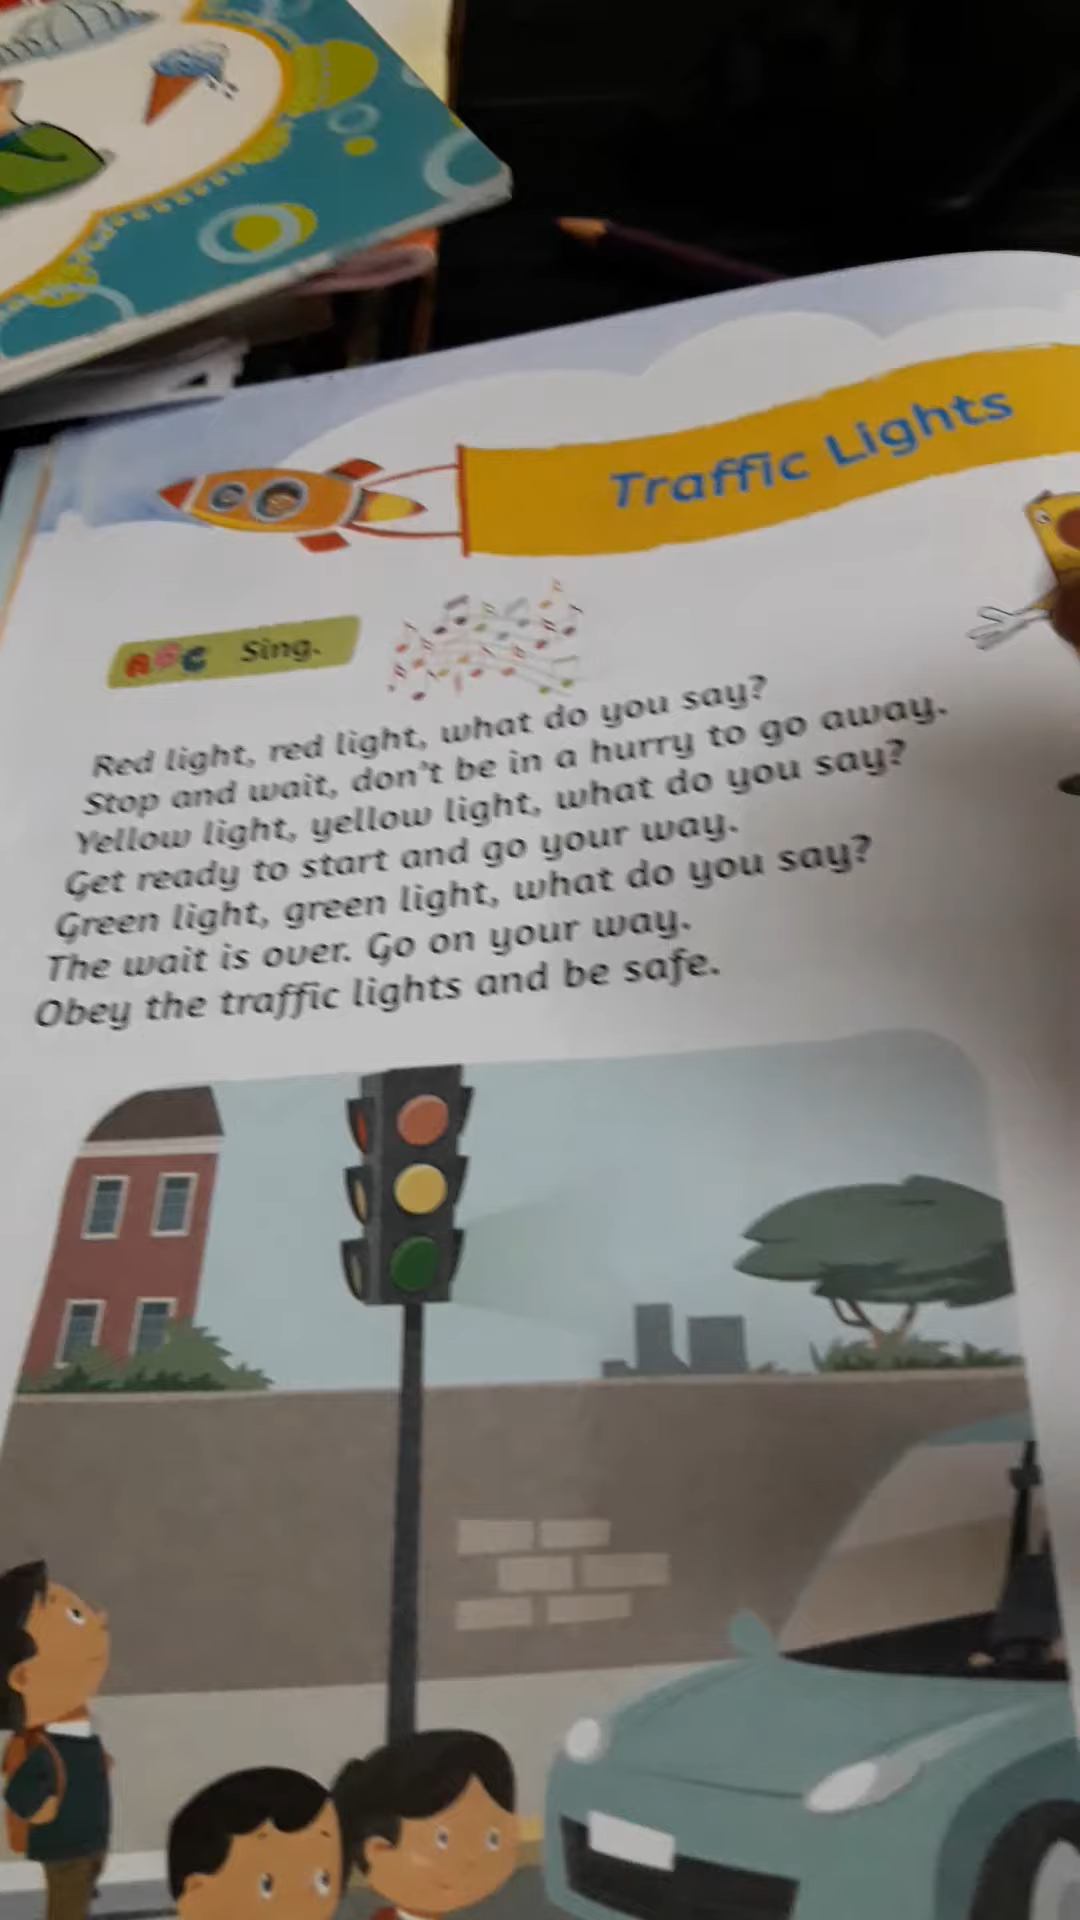 Traffic Lights
ABC Sing.
Red light, red light, what do you say?
Stop and wait, don't be in a hurry to go away.
Yellow light, yellow light, what do you say?
Get ready to start and go your way.
Green light, green light, what do you say?
The wait is over. Go on your way.
Obey the traffic lights and be safe.